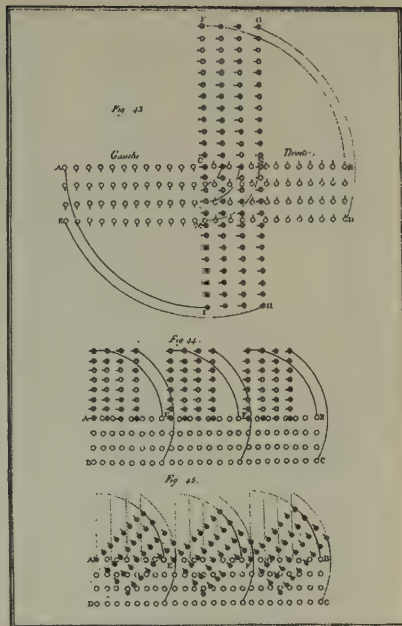 F G
Fig 43
Gauche Droite
A C B
E D
I H
Fig 44.
A E F B
D C
Fig 45.
A E F B
D C